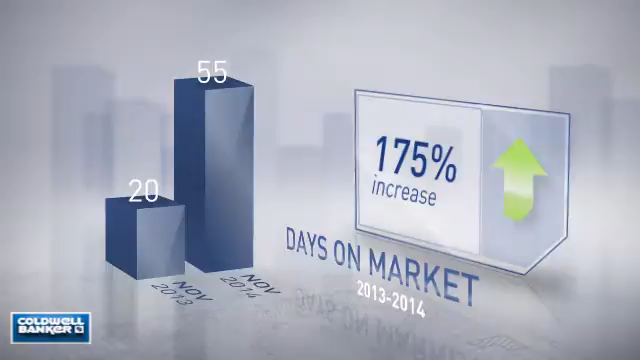 55
20
175%
increase
DAYS ON MARKET
2013-2014
NOV
2013
NOV
2014
COLDWELL
BANKER